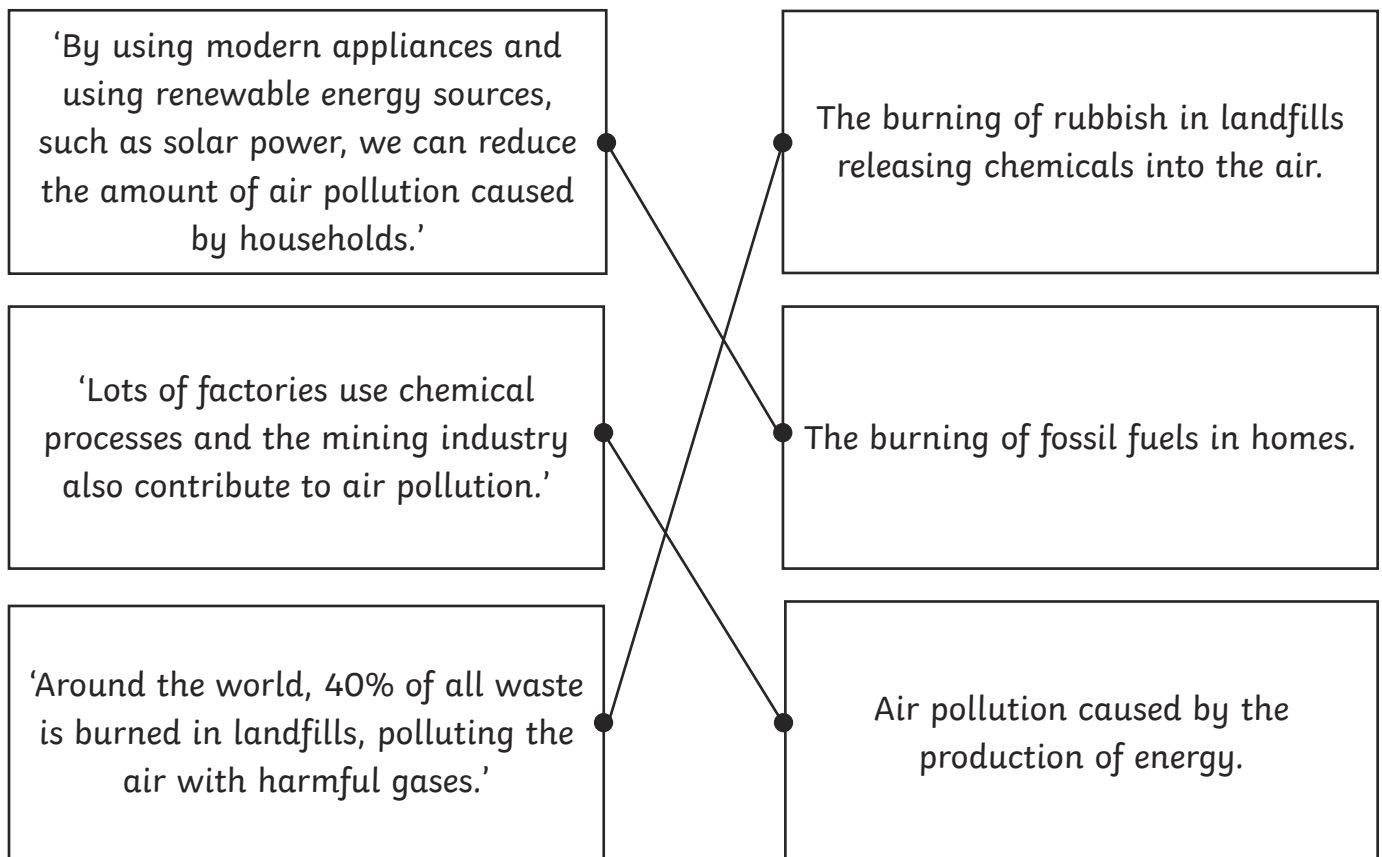 ‘By using modern appliances and
using renewable energy sources,
such as solar power, we can reduce
the amount of air pollution caused
by households.’
The burning of rubbish in landfills
releasing chemicals into the air.
‘Lots of factories use chemical
processes and the mining industry
also contribute to air pollution.’
The burning of fossil fuels in homes.
‘Around the world, 40% of all waste
is burned in landfills, polluting the
air with harmful gases.’
Air pollution caused by the
production of energy.